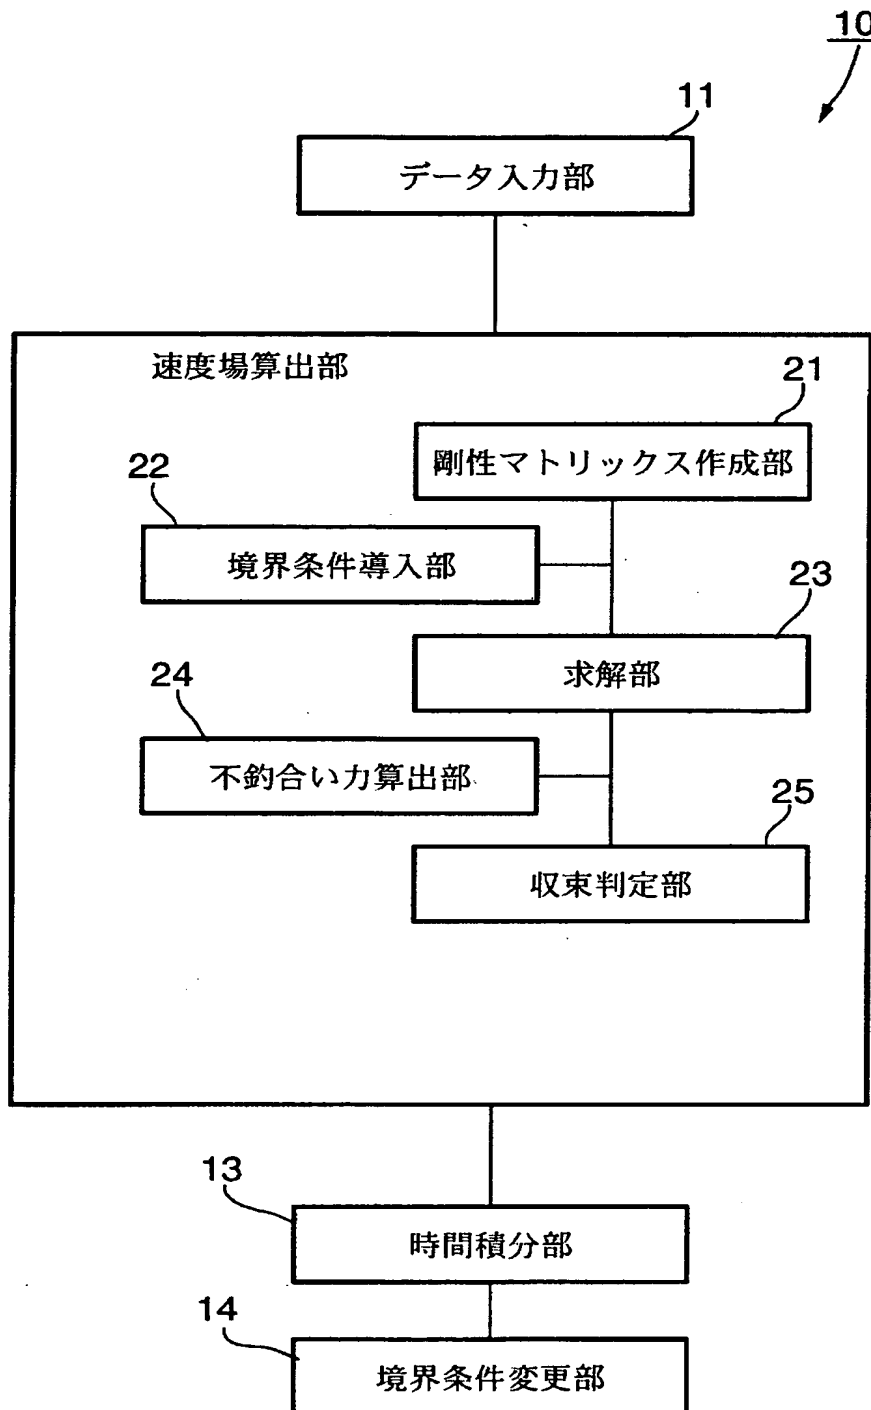 10
11
データ入力部
速度場算出部
21
剛性マトリックス作成部
22
境界条件導入部
23
求解部
24
不釣合い力算出部
25
収束判定部
13
時間積分部
14
境界条件変更部